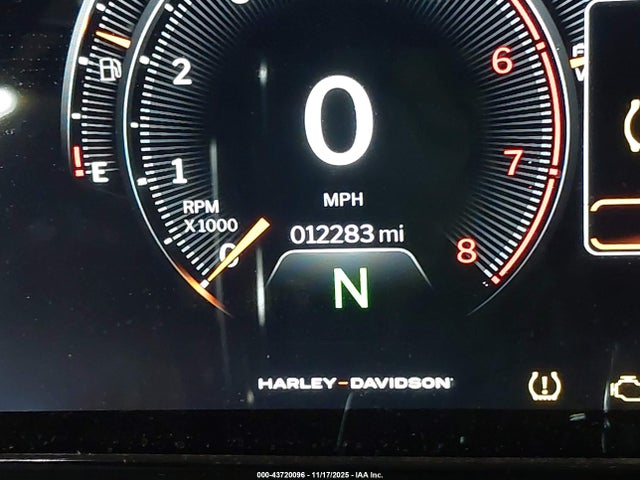 2
6
0
E
1
7
MPH
RPM
X1000
012283 mi
0
8
N
HARLEY-DAVIDSON
000-43720096 - 11/17/2025 - IAA Inc.